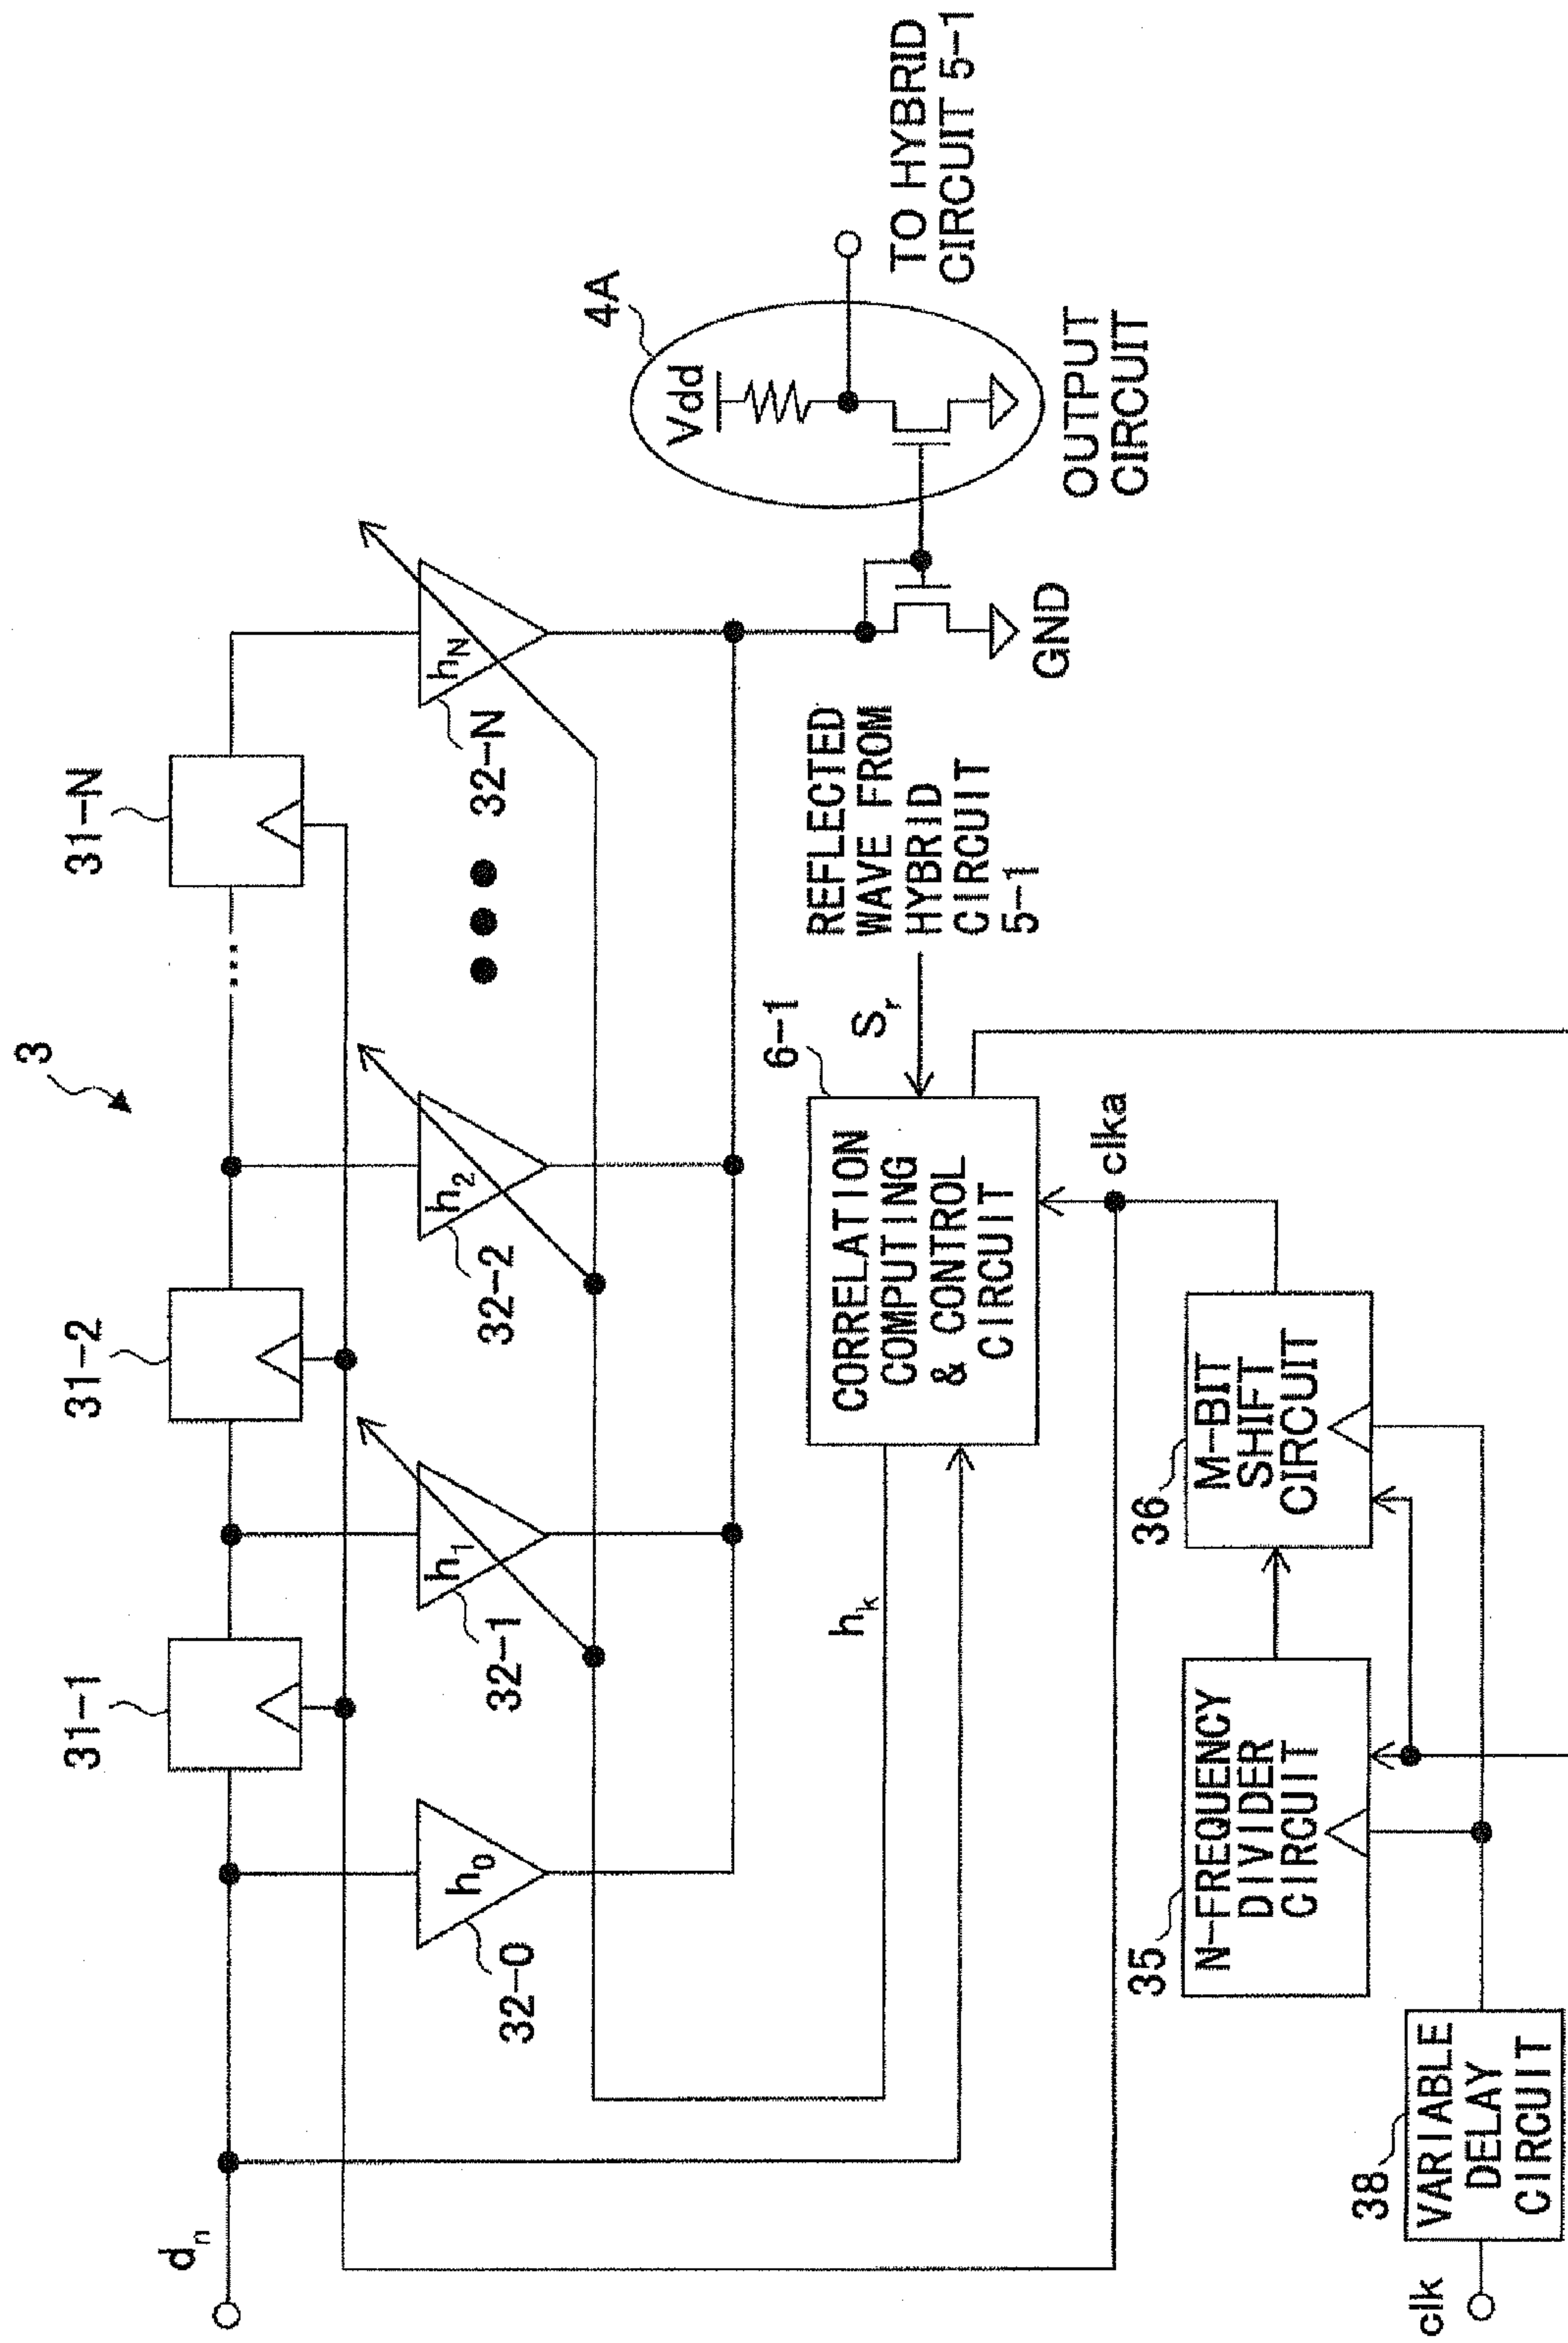 3
31-1
31-2
31-N
dₙ
...
h₀
h₁
h₂
hN
32-0
32-1
32-2
32-N
4A
Vdd
TO HYBRID
CIRCUIT 5-1
OUTPUT
CIRCUIT
GND
REFLECTED
WAVE FROM
HYBRID
CIRCUIT
5-1
Sᵣ
6-1
CORRELATION
COMPUTING
& CONTROL
CIRCUIT
hₖ
clka
35
N-FREQUENCY
DIVIDER
CIRCUIT
36
M-BIT
SHIFT
CIRCUIT
38
VARIABLE
DELAY
CIRCUIT
clk